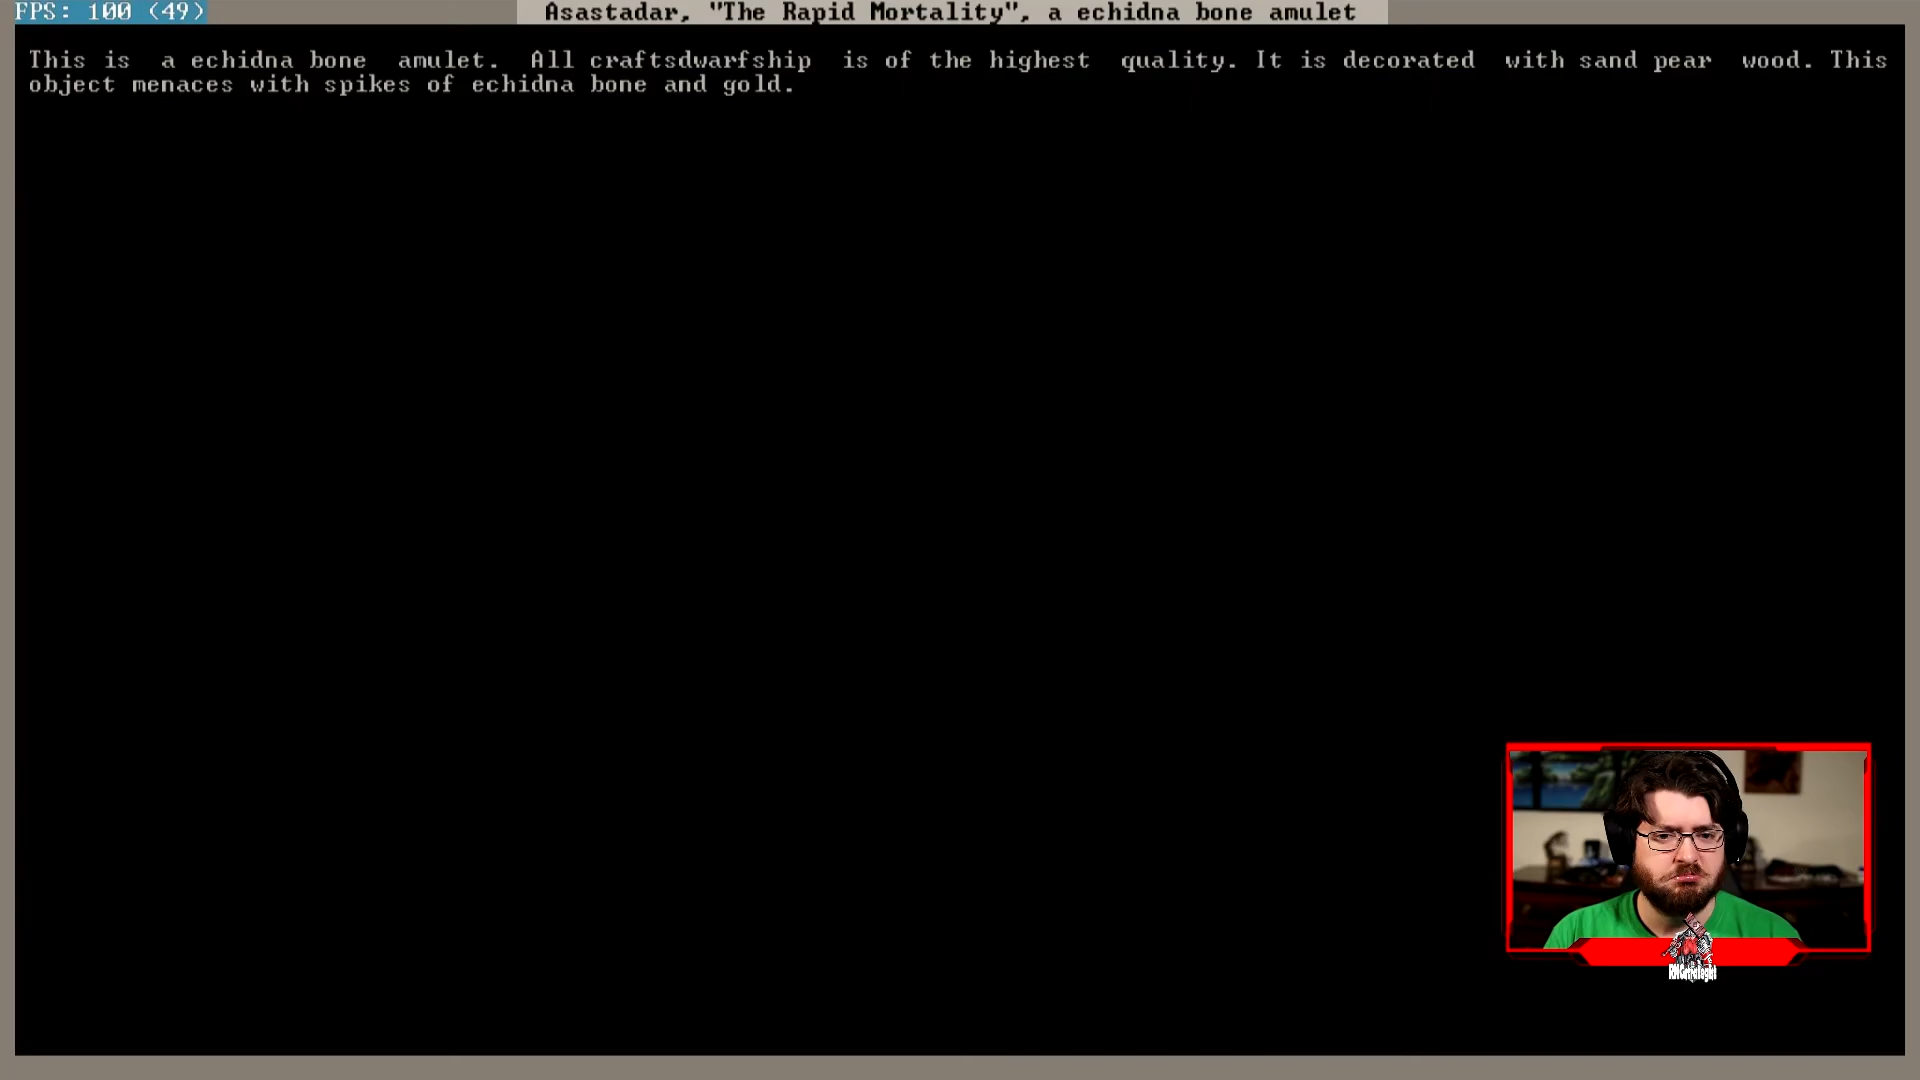 FPS: 100 (49)
Asastadar, "The Rapid Mortality", a echidna bone amulet
This is a echidna bone amulet. All craftsdwarfship is of the highest quality. It is decorated with sand pear wood. This
object menaces with spikes of echidna bone and gold.